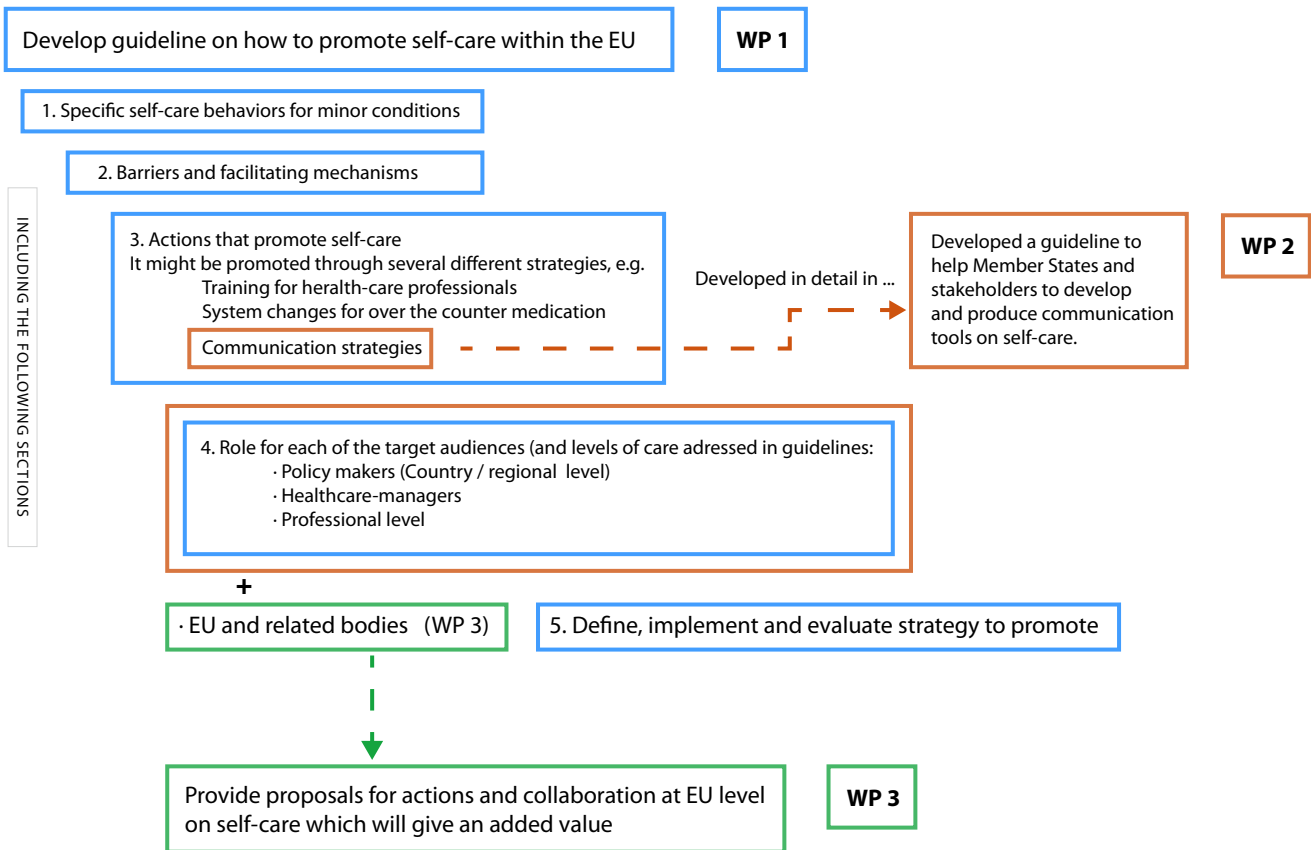 Develop guideline on how to promote self-care within the EU
WP 1
1. Specific self-care behaviors for minor conditions
2. Barriers and facilitating mechanisms
INCLUDING THE FOLLOWING SECTIONS
3. Actions that promote self-care
It might be promoted through several different strategies, e.g.
Training for heralth-care professionals
System changes for over the counter medication
Communication strategies
Developed in detail in ...
Developed a guideline to
help Member States and
stakeholders to develop
and produce communication
tools on self-care.
WP 2
4. Role for each of the target audiences (and levels of care adressed in guidelines:
· Policy makers (Country / regional level)
· Healthcare-managers
· Professional level
+
· EU and related bodies (WP 3)
5. Define, implement and evaluate strategy to promote
Provide proposals for actions and collaboration at EU level
on self-care which will give an added value
WP 3